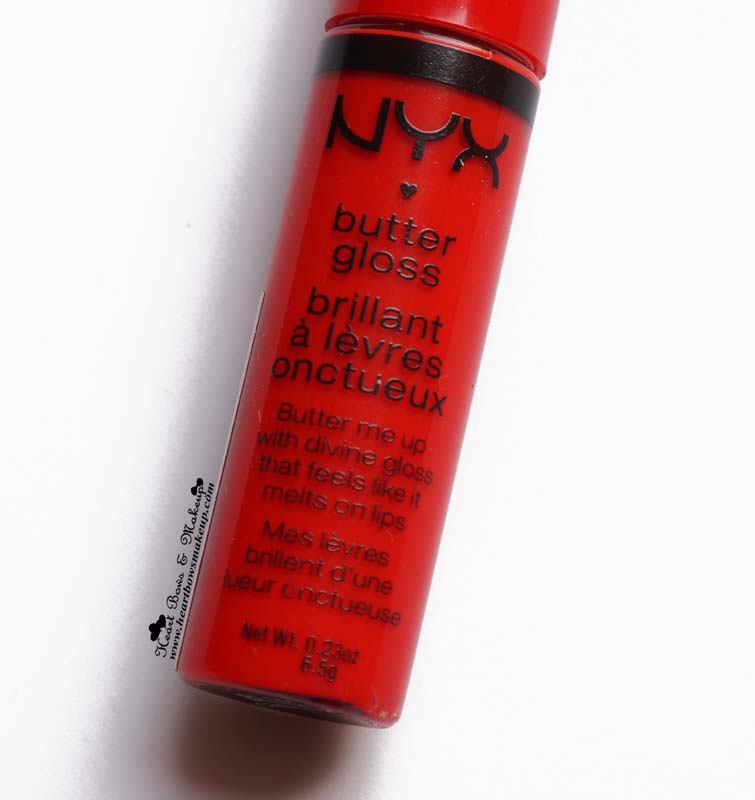 NYX
butter
gloss
brillant
à lèvres
onctueux
Butter me up
with divine gloss
that feels like it
melts on lips
Mes lèvres
brillent d'une
lueur onctueuse
Net Wt. 0.23oz
6.5g
Heart Bows & Makeup
www.heartbowsmakeup.com